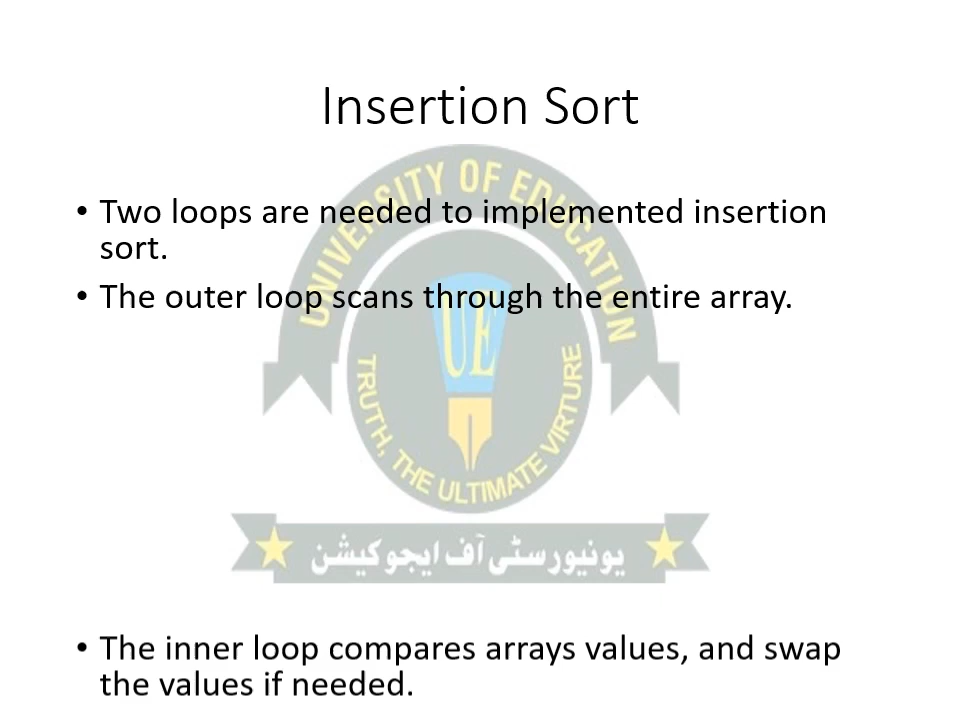 Insertion Sort
UNIVERSITY OF EDUCATION
• Two loops are needed to implemented insertion
sort.
• The outer loop scans through the entire array.
UE
TRUTH, THE ULTIMATE VIRTURE
یونیورسٹی آف ایجوکیشن
• The inner loop compares arrays values, and swap
the values if needed.